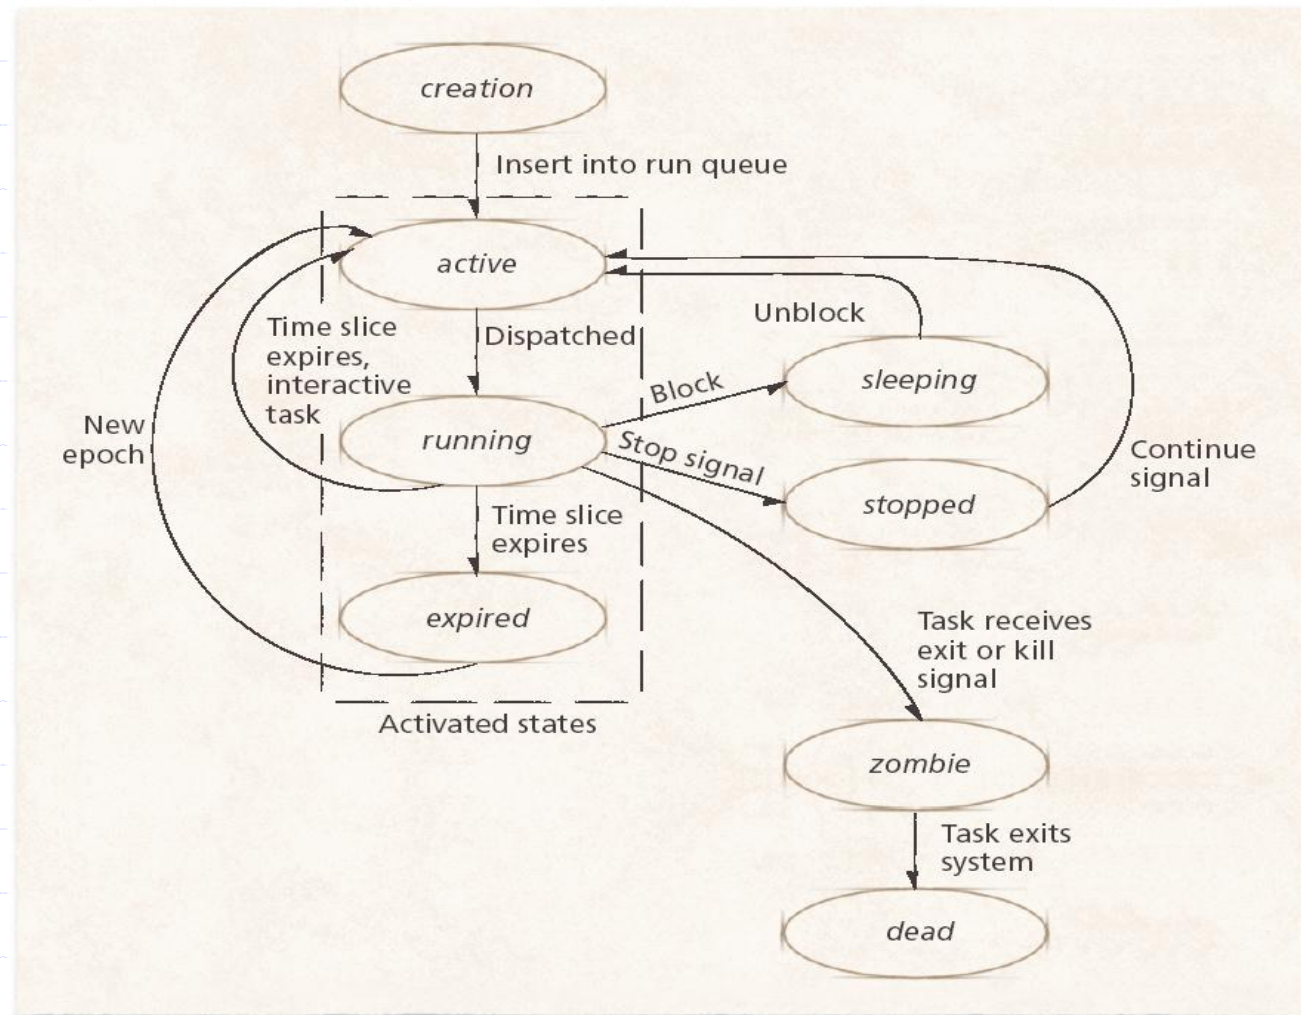 creation
Insert into run queue
active
Unblock
Time slice
expires,
interactive
task
Dispatched
Block
sleeping
New
epoch
running
Stop signal
Continue
signal
stopped
Time slice
expires
expired
Task receives
exit or kill
signal
Activated states
zombie
Task exits
system
dead